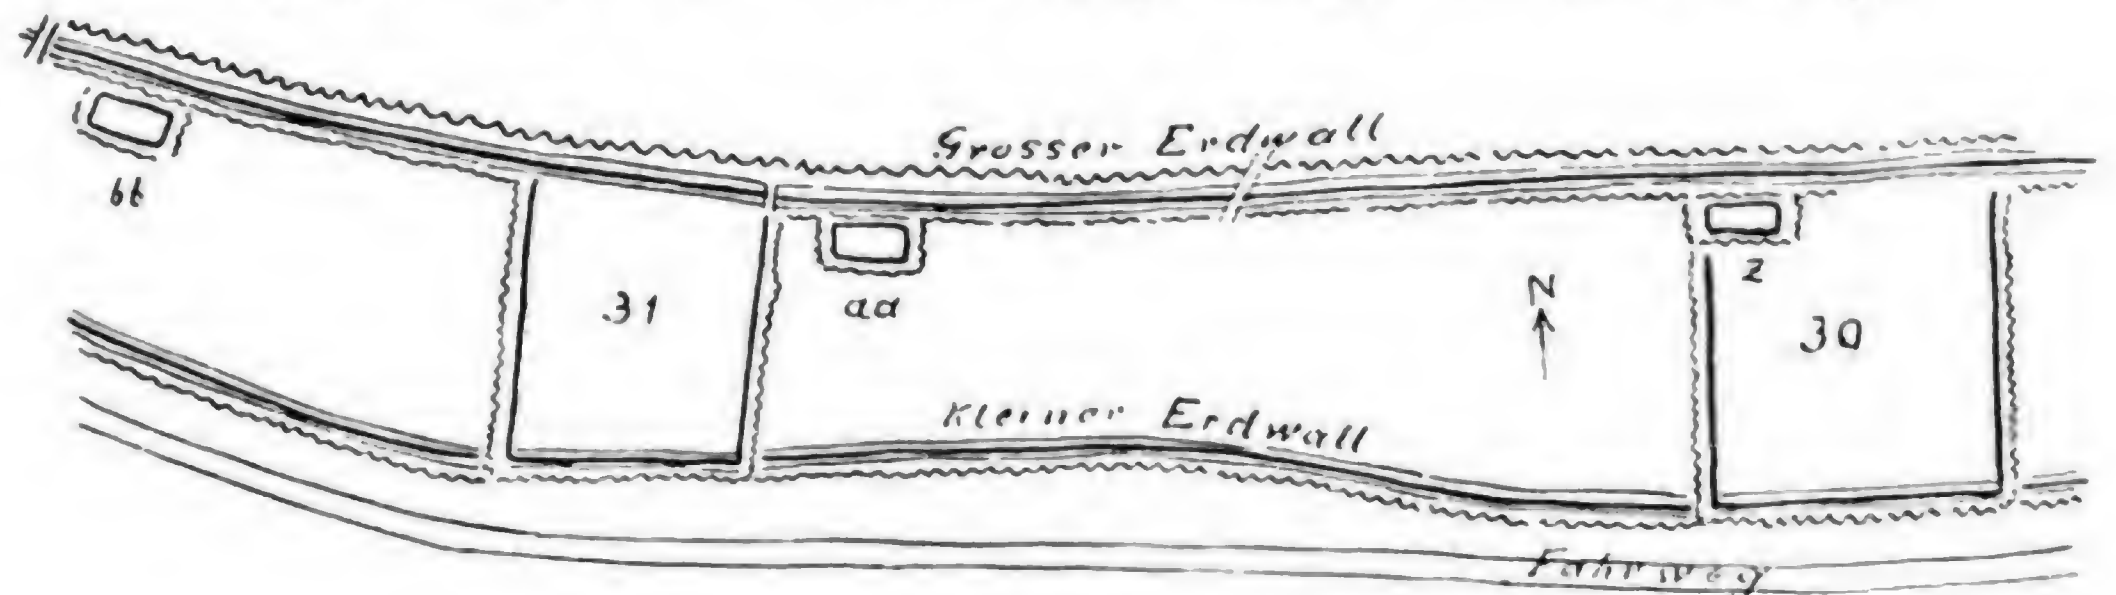 Grosser Erdwall
bb
31
aa
N
z
30
Kleiner Erdwall
Fahrweg